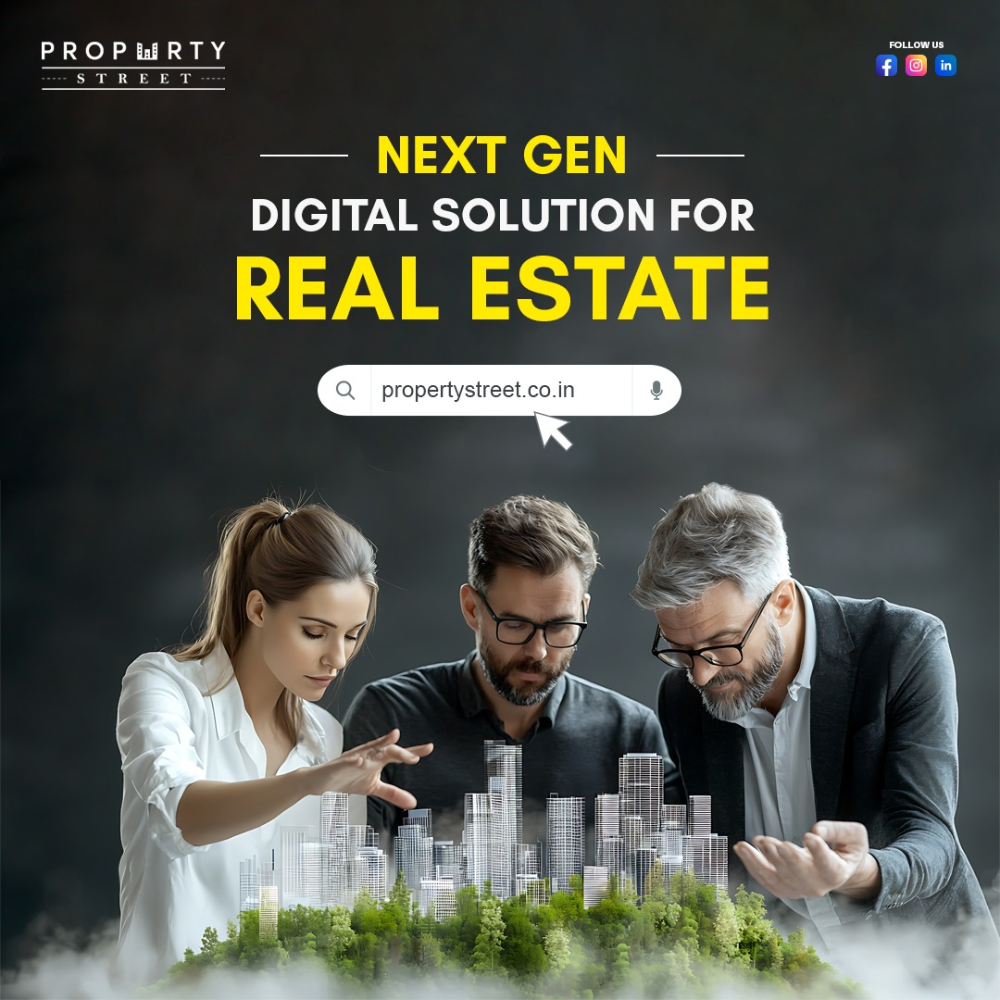 PROPERTY
STREET
FOLLOW US
NEXT GEN
DIGITAL SOLUTION FOR
REAL ESTATE
propertystreet.co.in